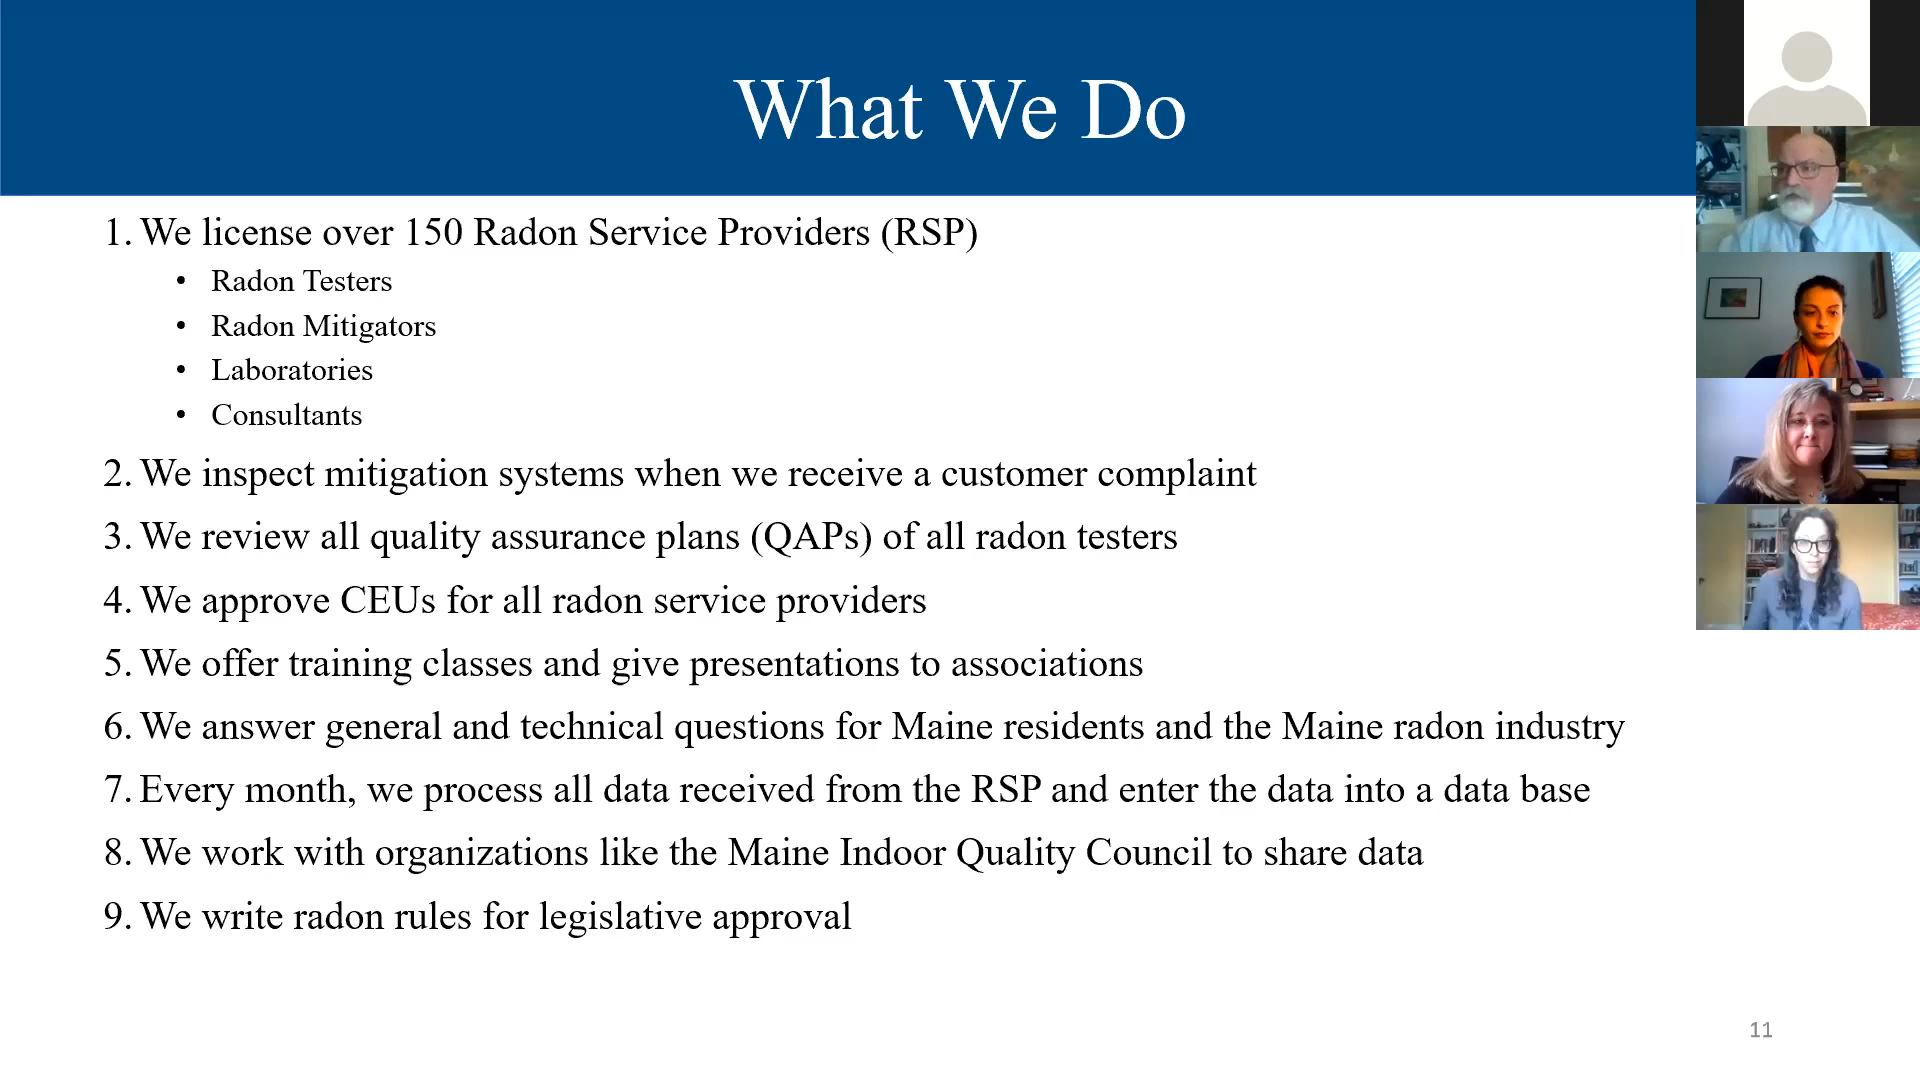 What We Do
1. We license over 150 Radon Service Providers (RSP)
• Radon Testers
• Radon Mitigators
• Laboratories
• Consultants
2. We inspect mitigation systems when we receive a customer complaint
3. We review all quality assurance plans (QAPs) of all radon testers
4. We approve CEUs for all radon service providers
5. We offer training classes and give presentations to associations
6. We answer general and technical questions for Maine residents and the Maine radon industry
7. Every month, we process all data received from the RSP and enter the data into a data base
8. We work with organizations like the Maine Indoor Quality Council to share data
9. We write radon rules for legislative approval
11